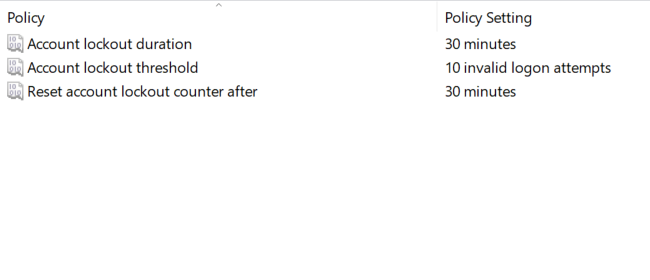 Policy Policy Setting
Account lockout duration 30 minutes
Account lockout threshold 10 invalid logon attempts
Reset account lockout counter after 30 minutes